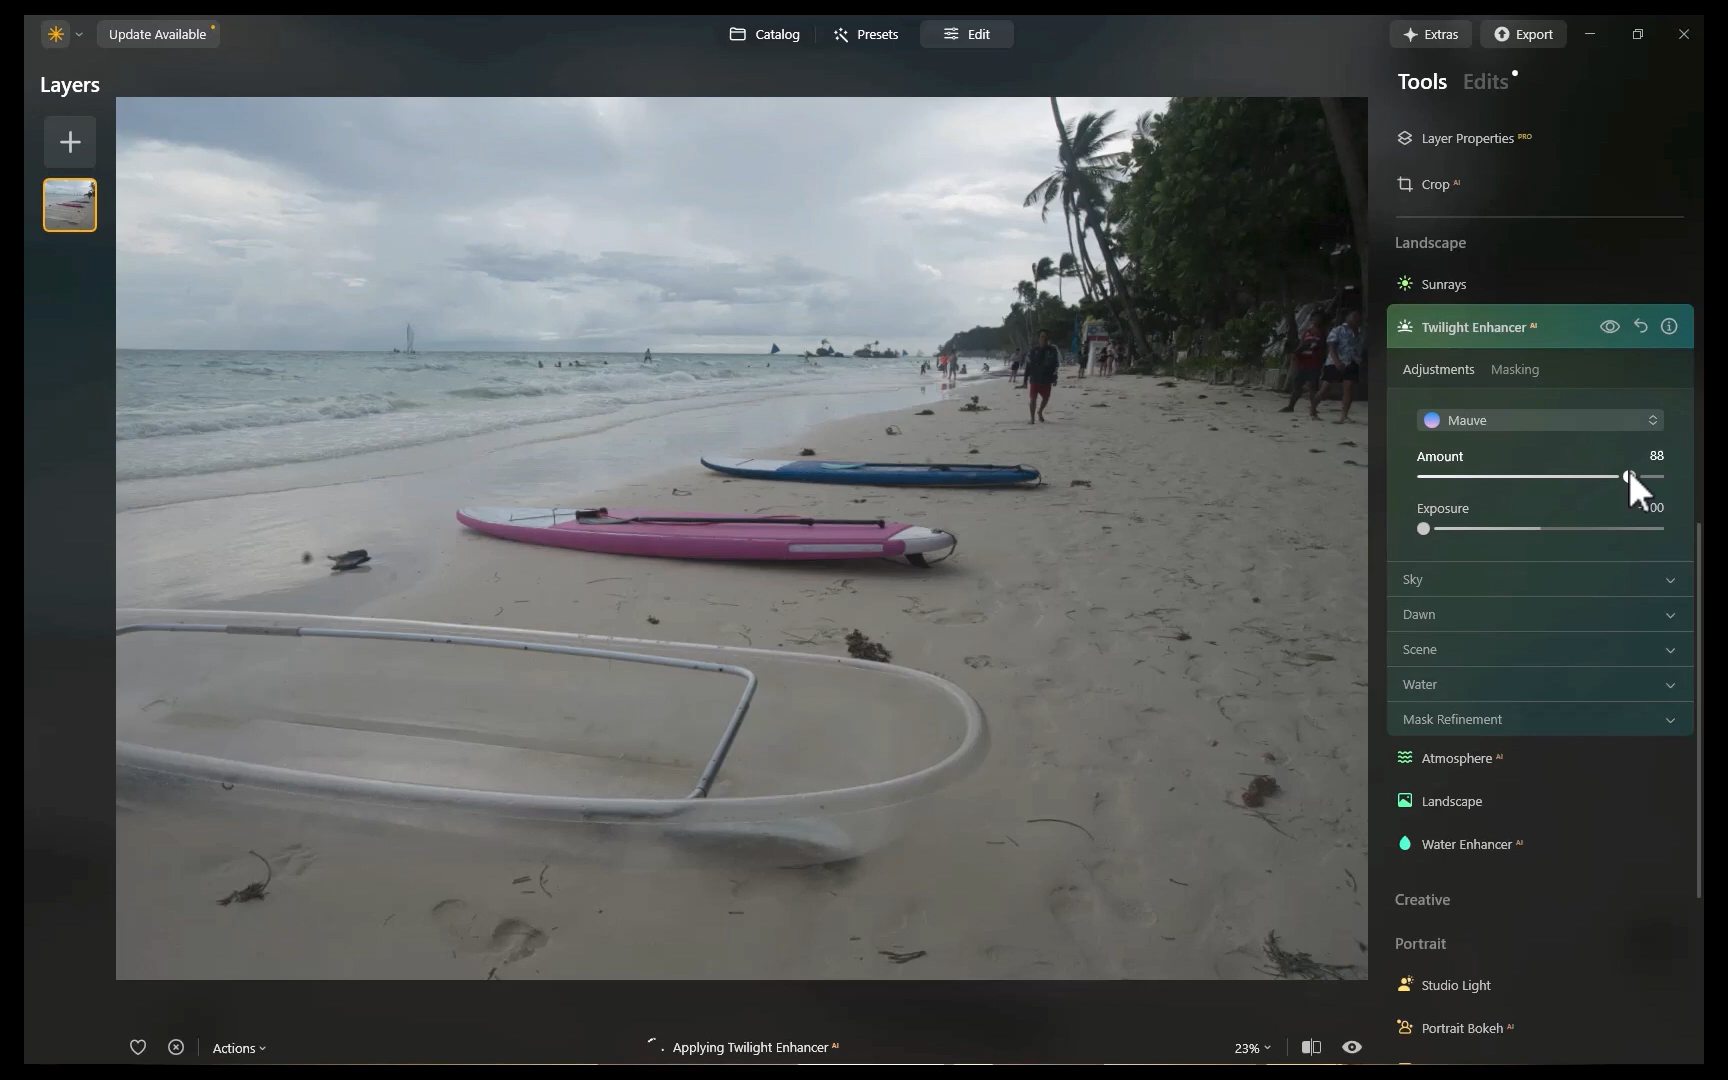 Update Available
Catalog
Presets
Edit
Extras
Export
Layers
Tools
Edits
Layer Properties PRO
Crop AI
Landscape
Sunrays
Twilight Enhancer AI
Adjustments
Masking
Mauve
Amount
88
Exposure
Sky
Dawn
Scene
Water
Mask Refinement
Atmosphere AI
Landscape
Water Enhancer AI
Creative
Portrait
Studio Light
Portrait Bokeh AI
Actions
Applying Twilight Enhancer AI
23%